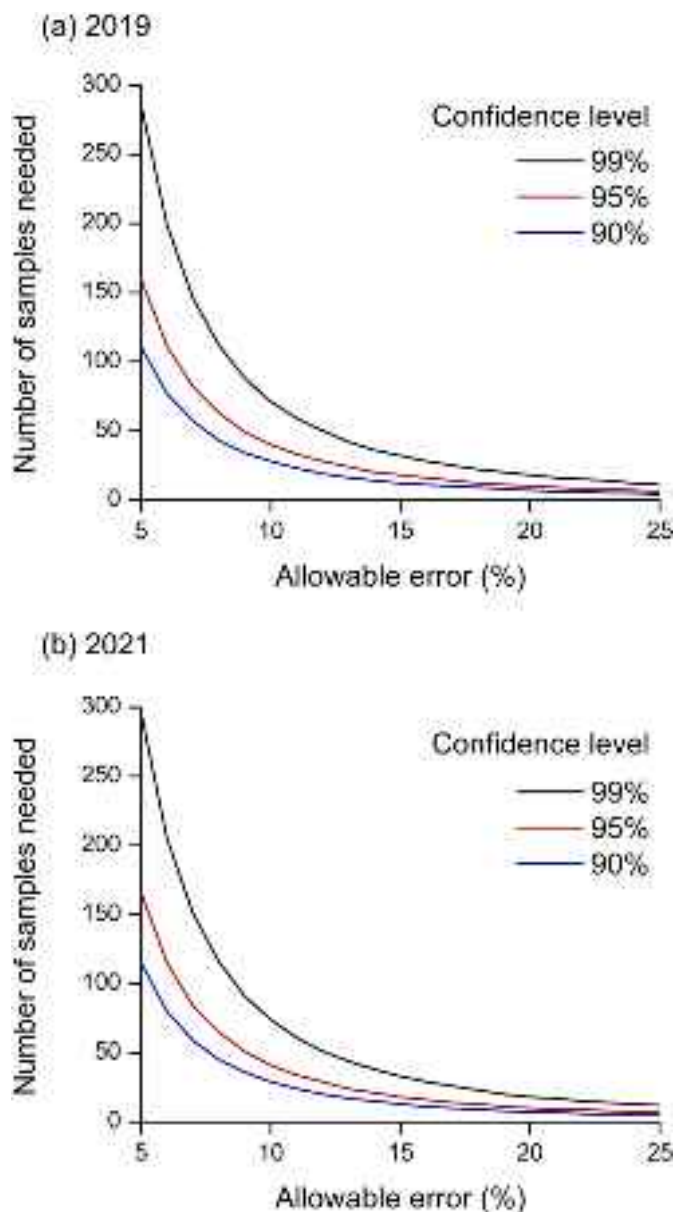 (a) 2019
300
250
200
150
100
50
0
Number of samples needed
Confidence level
99%
95%
90%
5 10 15 20 25
Allowable error (%)
(b) 2021
300
250
200
150
100
50
0
Number of samples needed
Confidence level
99%
95%
90%
5 10 15 20 25
Allowable error (%)